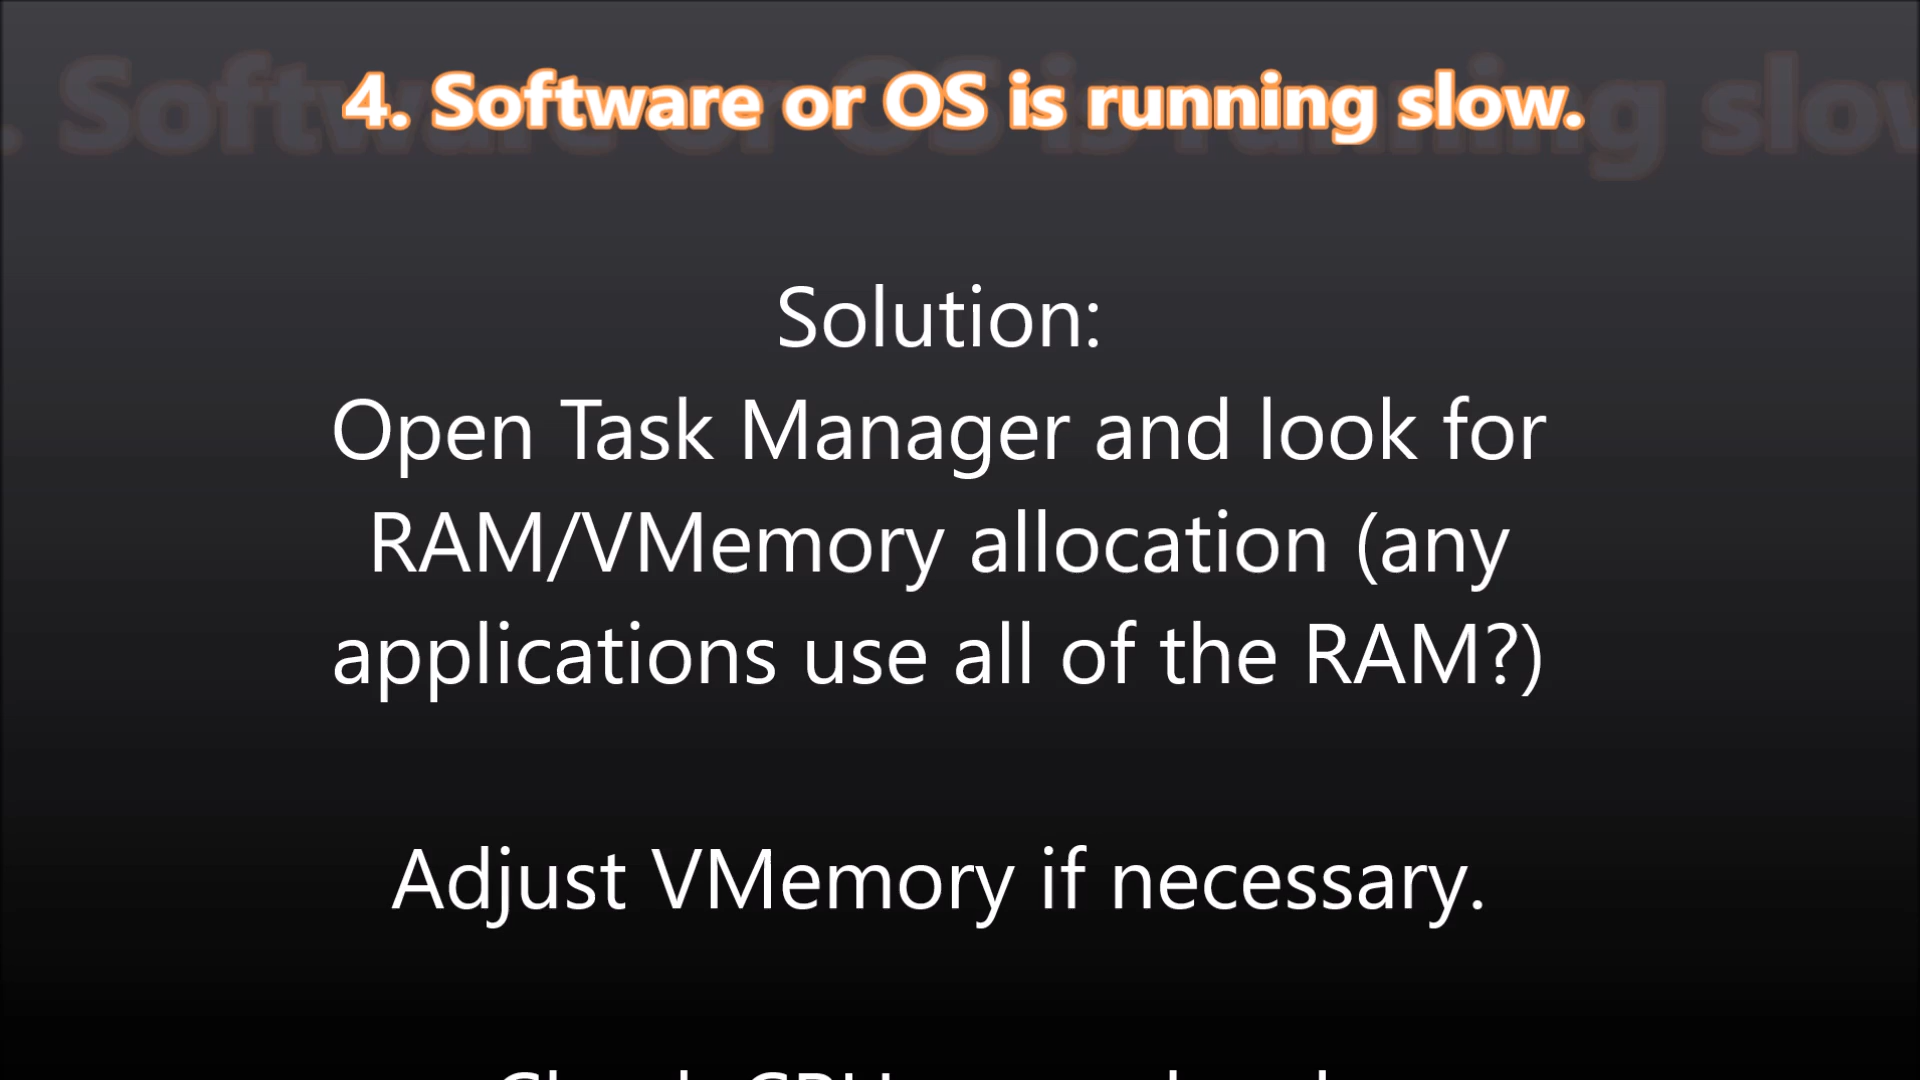 4. Software or OS is running slow.
Solution:
Open Task Manager and look for
RAM/VMemory allocation (any
applications use all of the RAM?)
Adjust VMemory if necessary.